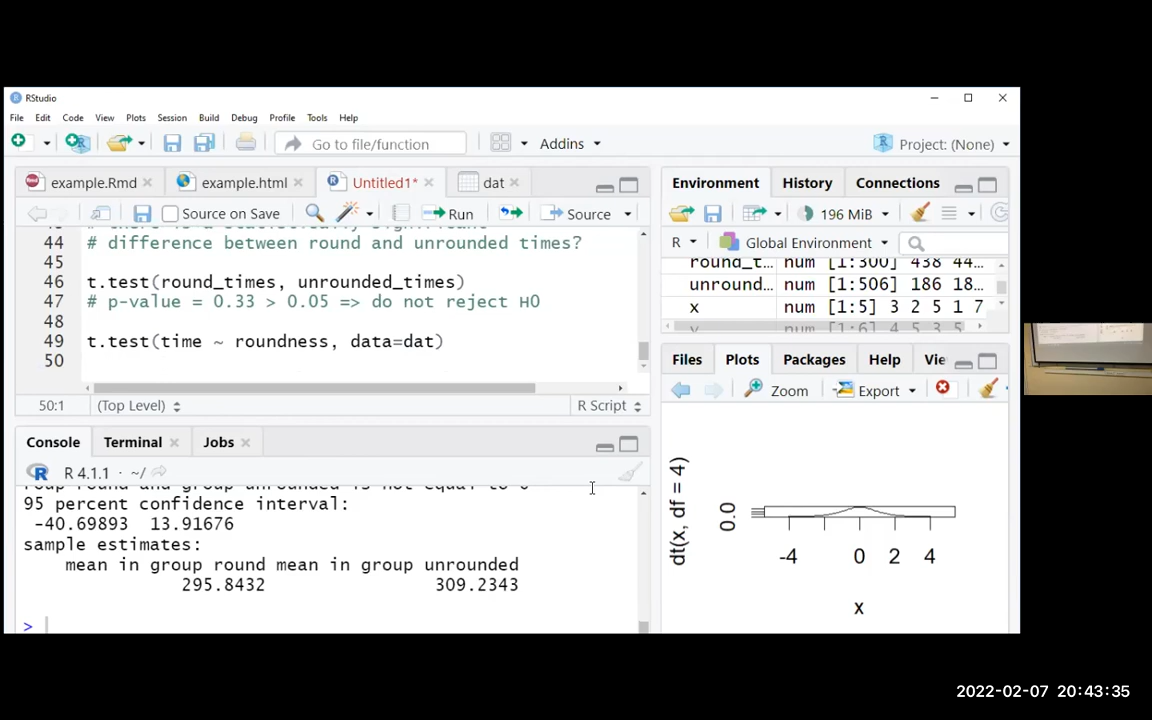 RStudio
File Edit Code View Plots Session Build Debug Profile Tools Help
Go to file/function
Addins
Project: (None)
example.Rmd
example.html
Untitled1*
dat
Source on Save
Run
Source
44 # difference between round and unrounded times?
45
46 t.test(round_times, unrounded_times)
47 # p-value = 0.33 > 0.05 => do not reject H0
48
49 t.test(time ~ roundness, data=dat)
50
50:1 (Top Level) R Script
Console Terminal Jobs
R 4.1.1 · ~/
95 percent confidence interval:
-40.69893 13.91676
sample estimates:
mean in group round mean in group unrounded
295.8432 309.2343
>
Environment History Connections
196 MiB
R Global Environment
round_t... num [1:300] 438 44...
unround... num [1:506] 186 18...
x num [1:5] 3 2 5 1 7
Files Plots Packages Help Vie
Zoom Export
dt(x, df = 4)
0.0
-4 0 2 4
x
2022-02-07 20:43:35